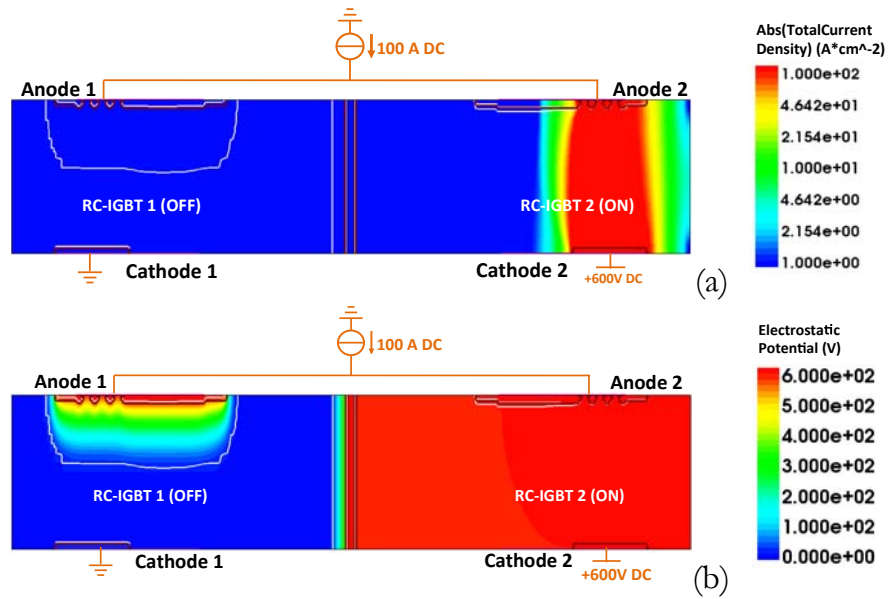 100 A DC
Anode 1
Anode 2
RC-IGBT 1 (OFF)
RC-IGBT 2 (ON)
Cathode 1
Cathode 2
+600V DC
(a)
Abs(TotalCurrent
Density) (A*cm^-2)
1.000e+02
4.642e+01
2.154e+01
1.000e+01
4.642e+00
2.154e+00
1.000e+00
100 A DC
Anode 1
Anode 2
RC-IGBT 1 (OFF)
RC-IGBT 2 (ON)
Cathode 1
Cathode 2
+600V DC
(b)
Electrostatic
Potential (V)
6.000e+02
5.000e+02
4.000e+02
3.000e+02
2.000e+02
1.000e+02
0.000e+00